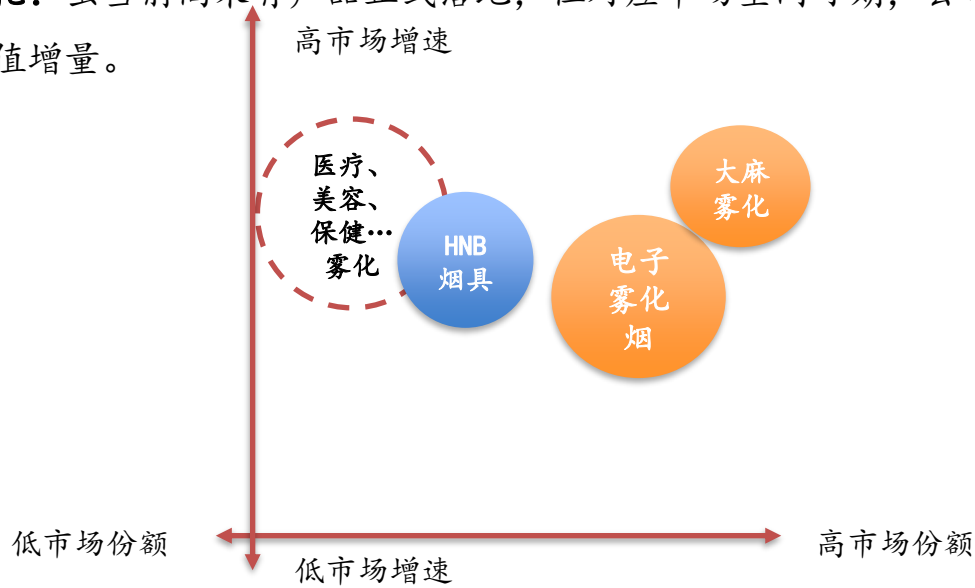 值增量。
高市场增速
医疗、
美容、
保健…
雾化
HNB
烟具
电子
雾化
烟
大麻
雾化
低市场份额
高市场份额
低市场增速